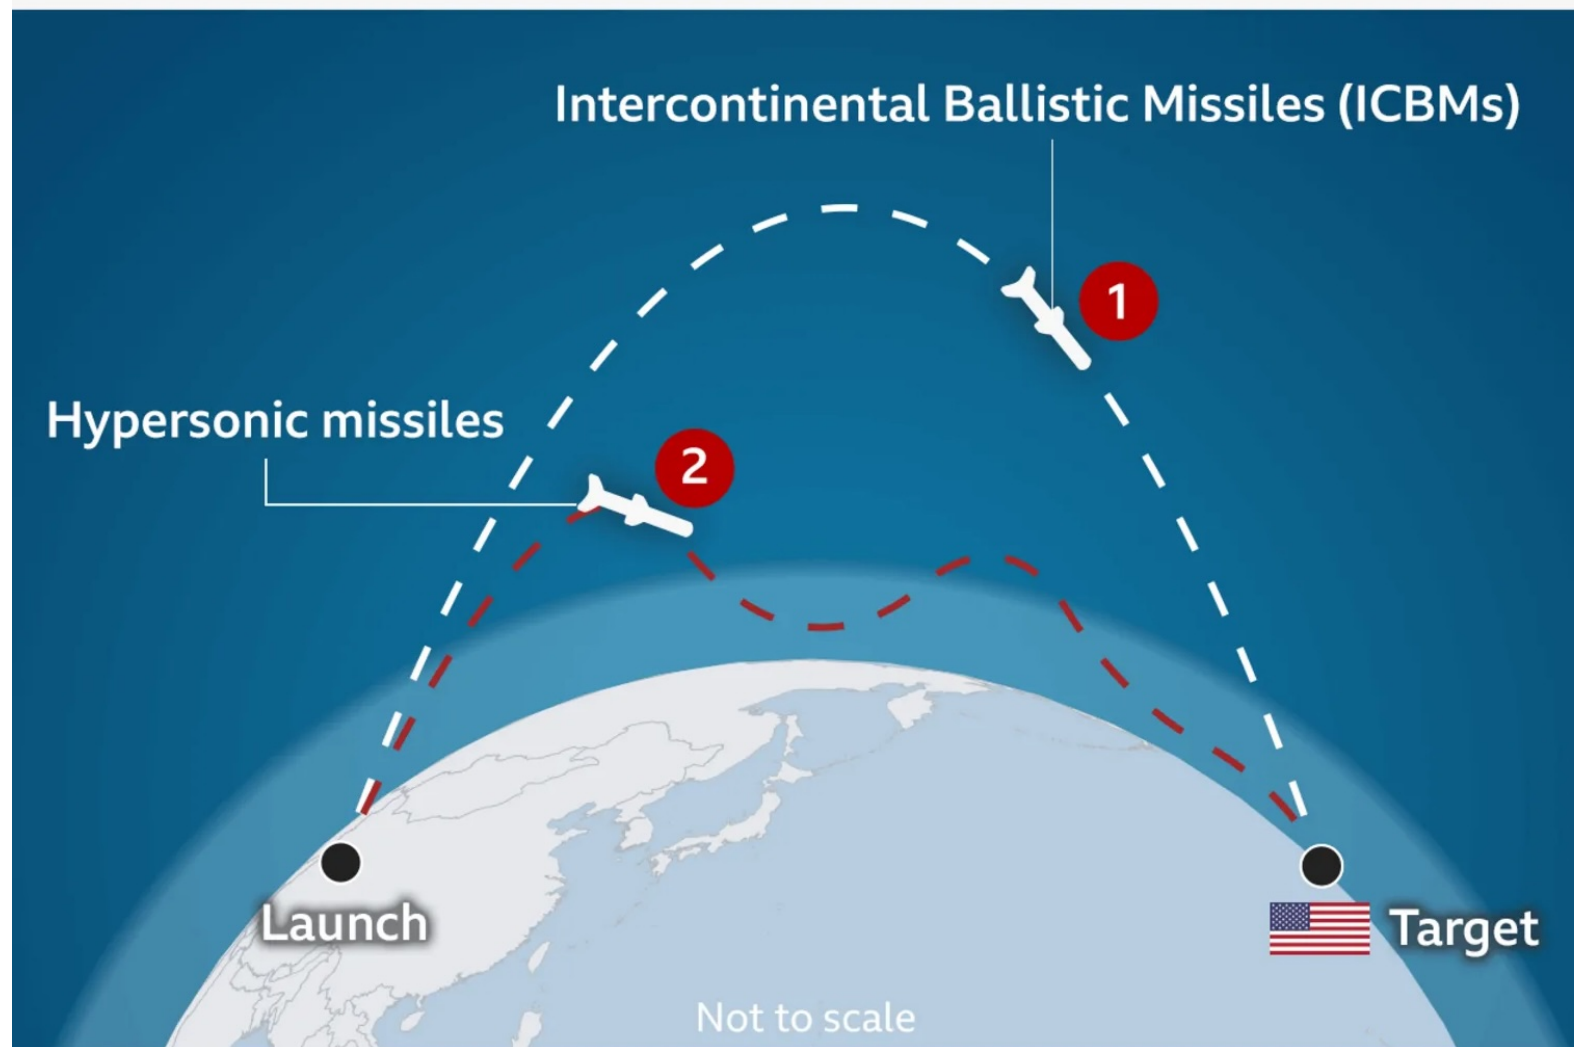 Intercontinental Ballistic Missiles (ICBMs)
1
Hypersonic missiles
2
Launch
Target
Not to scale